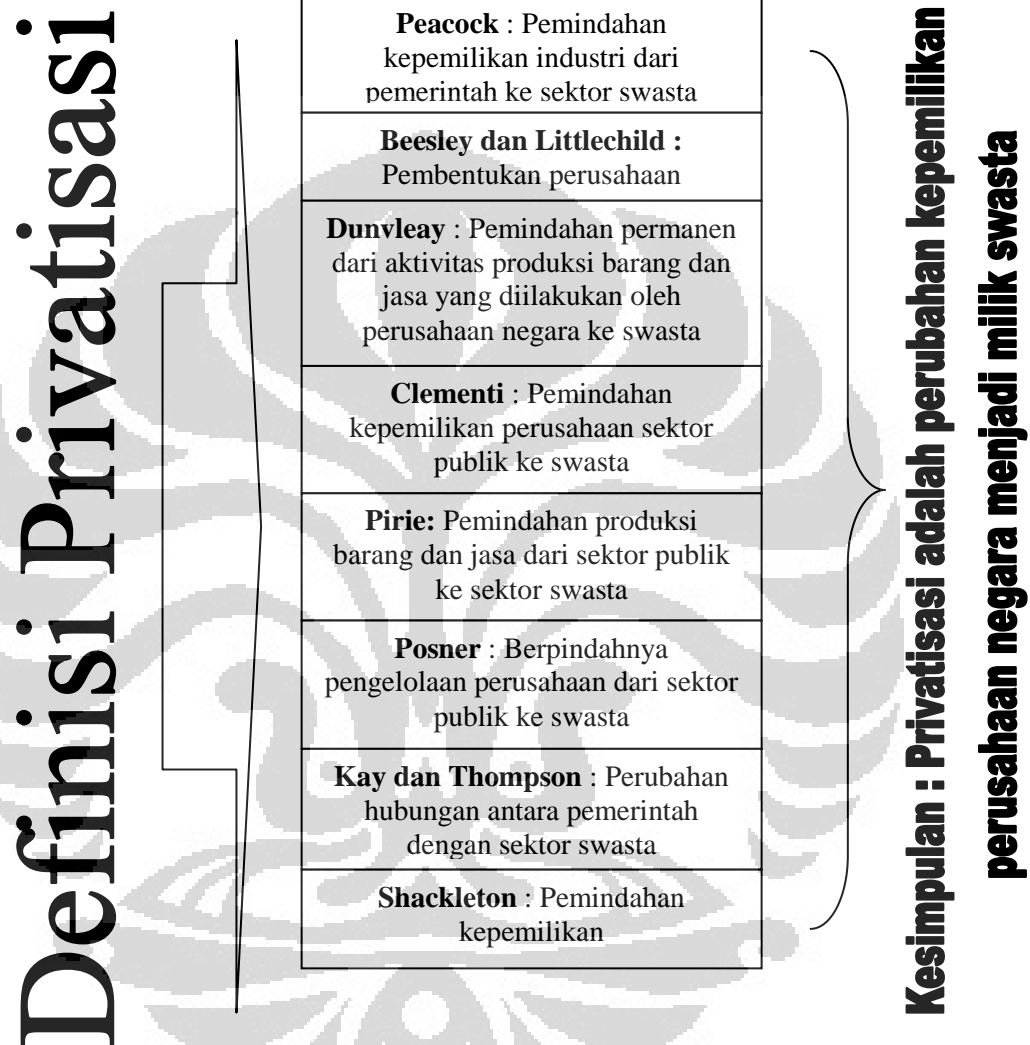 Definisi Privatisasi
Peacock : Pemindahan
kepemilikan industri dari
pemerintah ke sektor swasta
Beesley dan Littlechild :
Pembentukan perusahaan
Dunvleay : Pemindahan permanen
dari aktivitas produksi barang dan
jasa yang diilakukan oleh
perusahaan negara ke swasta
Clementi : Pemindahan
kepemilikan perusahaan sektor
publik ke swasta
Pirie: Pemindahan produksi
barang dan jasa dari sektor publik
ke sektor swasta
Posner : Berpindahnya
pengelolaan perusahaan dari sektor
publik ke swasta
Kay dan Thompson : Perubahan
hubungan antara pemerintah
dengan sektor swasta
Shackleton : Pemindahan
kepemilikan
Kesimpulan : Privatisasi adalah perubahan kepemilikan
perusahaan negara menjadi milik swasta